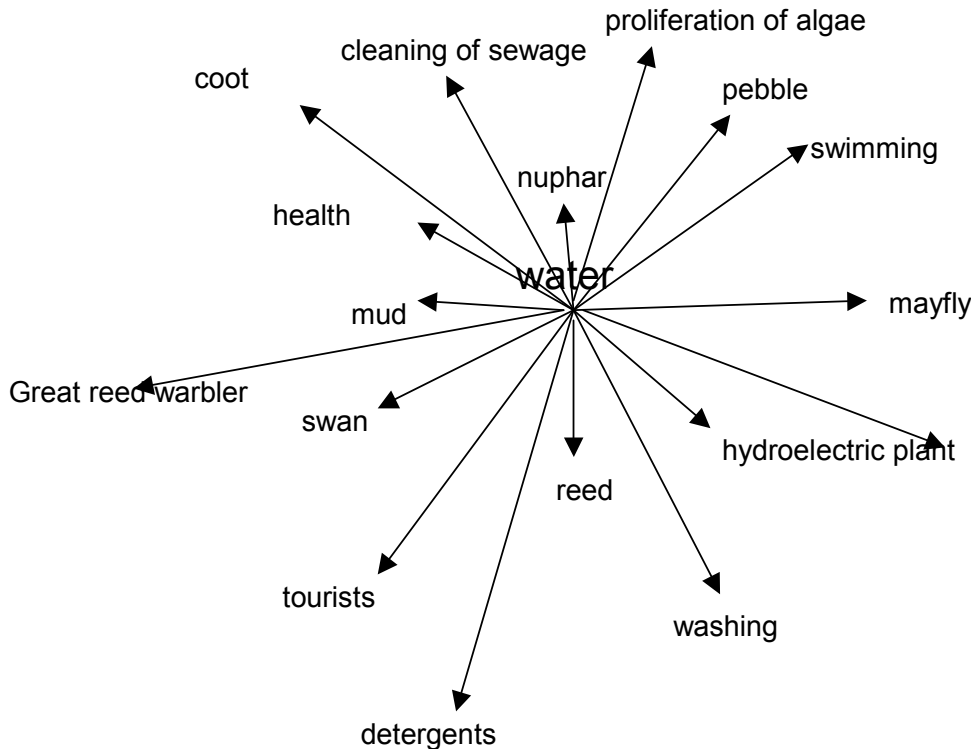 proliferation of algae
cleaning of sewage
coot
pebble
swimming
nuphar
health
water
mayfly
mud
Great reed warbler
swan
hydroelectric plant
reed
tourists
washing
detergents